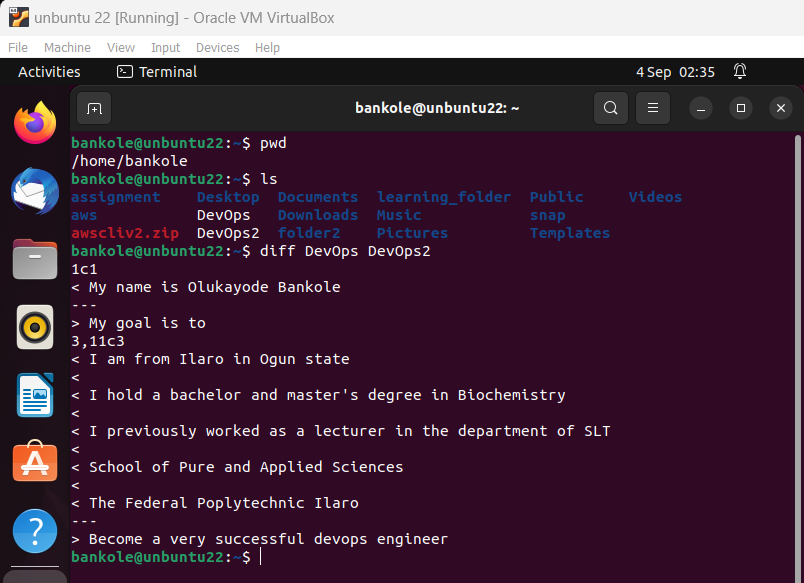 unbuntu 22 [Running] - Oracle VM VirtualBox
File Machine View Input Devices Help
Activities Terminal 4 Sep 02:35
bankole@unbuntu22: ~
bankole@unbuntu22:~$ pwd
/home/bankole
bankole@unbuntu22:~$ ls
assignment Desktop Documents learning_folder Public Videos
aws DevOps Downloads Music snap
awscliv2.zip DevOps2 folder2 Pictures Templates
bankole@unbuntu22:~$ diff DevOps DevOps2
1c1
< My name is Olukayode Bankole
---
> My goal is to
3,11c3
< I am from Ilaro in Ogun state
<
< I hold a bachelor and master's degree in Biochemistry
<
< I previously worked as a lecturer in the department of SLT
<
< School of Pure and Applied Sciences
<
< The Federal Poplytechnic Ilaro
---
> Become a very successful devops engineer
bankole@unbuntu22:~$